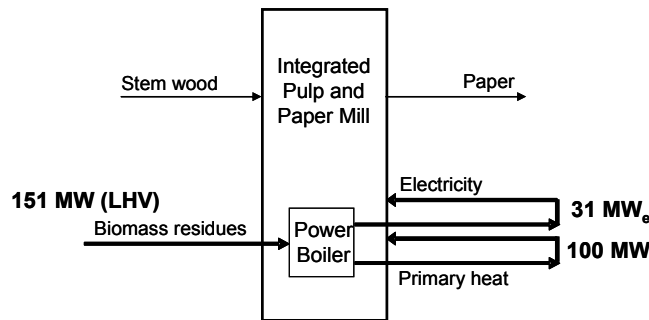 Integrated
Pulp and
Paper Mill
Stem wood
Paper
151 MW (LHV)
Biomass residues
Power
Boiler
Electricity
31 MWe
100 MW
Primary heat